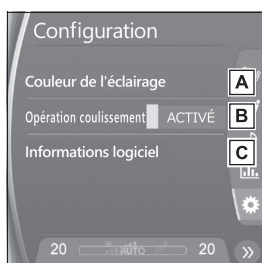 Configuration
Couleur de l'éclairage A
Opération coulissement ACTIVÉ B
Informations logiciel C
20 AUTO 20